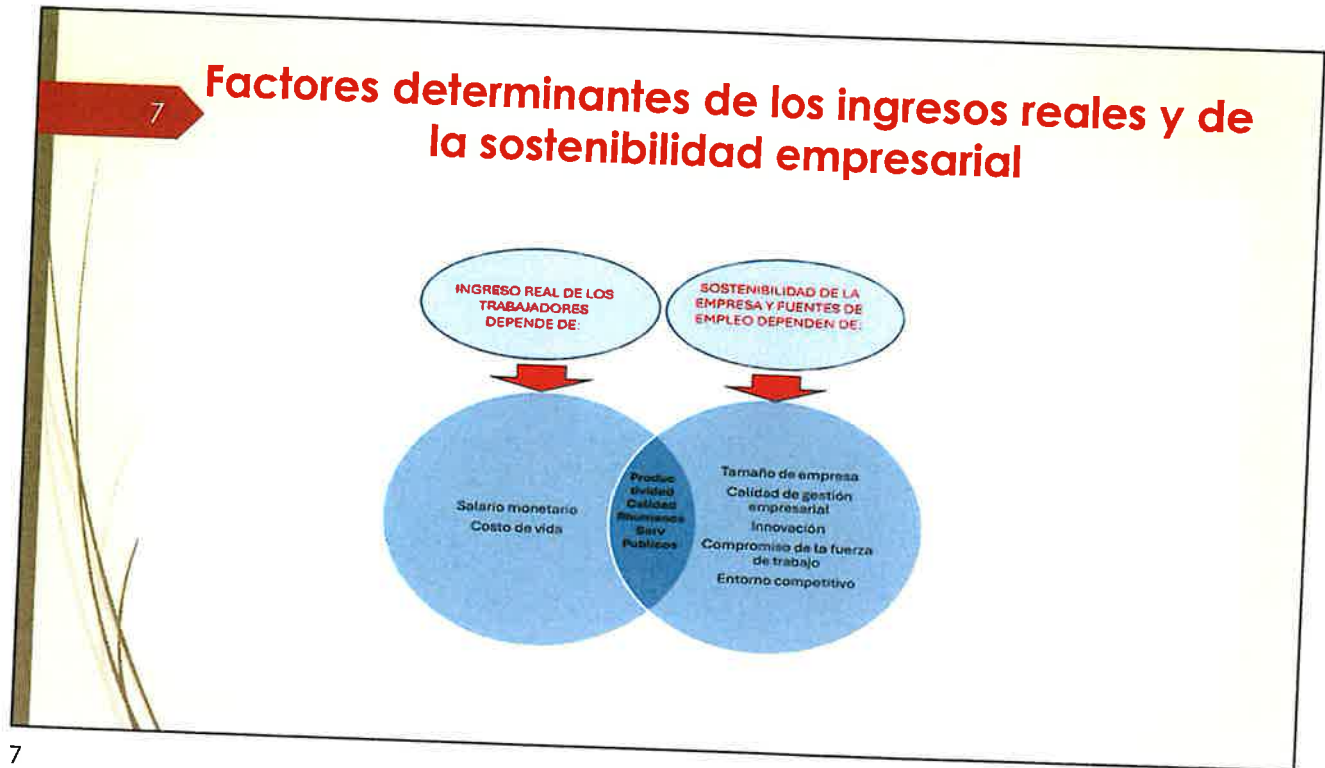 7
Factores determinantes de los ingresos reales y de
la sostenibilidad empresarial
INGRESO REAL DE LOS
TRABAJADORES
DEPENDE DE:
SOSTENIBILIDAD DE LA
EMPRESA Y FUENTES DE
EMPLEO DEPENDEN DE:
Salario monetario
Costo de vida
Produc
tividad
Calidad
Rhumanos
Serv
Publicos
Tamaño de empresa
Calidad de gestión
empresarial
Innovación
Compromiso de la fuerza
de trabajo
Entorno competitivo
7